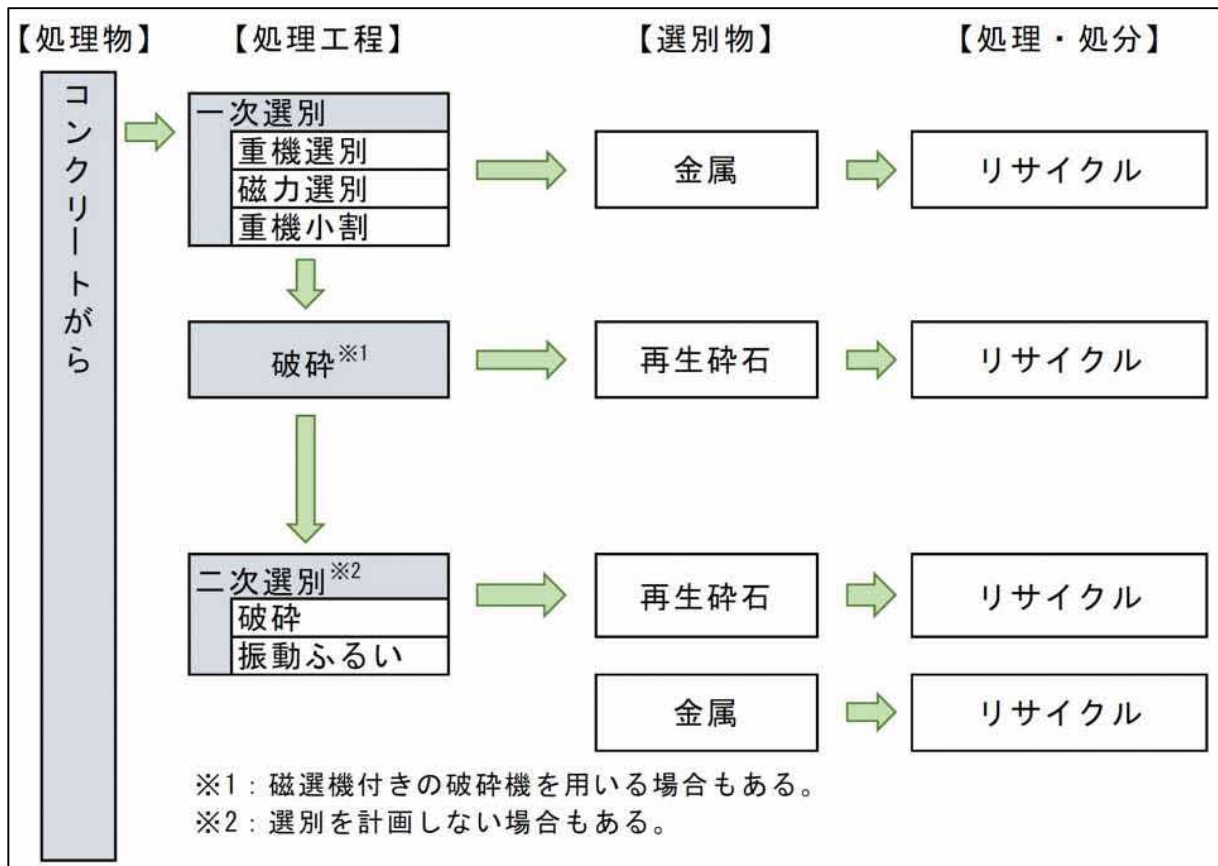 【処理物】 【処理工程】 【選別物】 【処理・処分】
コンクリートがら
一次選別
重機選別
磁力選別
重機小割
金属
リサイクル
破砕※1
再生砕石
リサイクル
二次選別※2
破砕
振動ふるい
再生砕石
リサイクル
金属
リサイクル
※1：磁選機付きの破砕機を用いる場合もある。
※2：選別を計画しない場合もある。